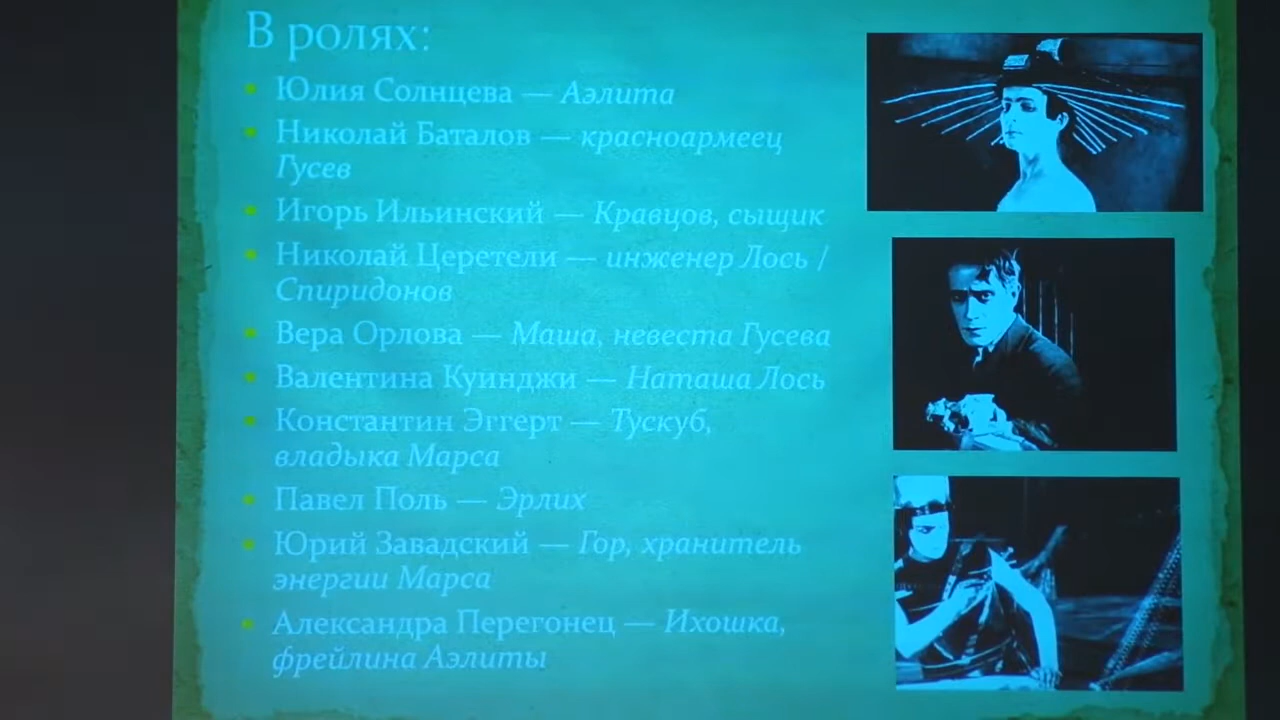 В ролях:
Юлия Солнцева — Аэлита
Николай Баталов — красноармеец
Гусев
Игорь Ильинский — Кравцов, сыщик
Николай Церетели — инженер Лось /
Спиридонов
Вера Орлова — Маша, невеста Гусева
Валентина Куинджи — Наташа Лось
Константин Эггерт — Тускуб,
владыка Марса
Павел Поль — Эрлих
Юрий Завадский — Гор, хранитель
энергии Марса
Александра Перегонец — Ихошка,
фрейлина Аэлиты